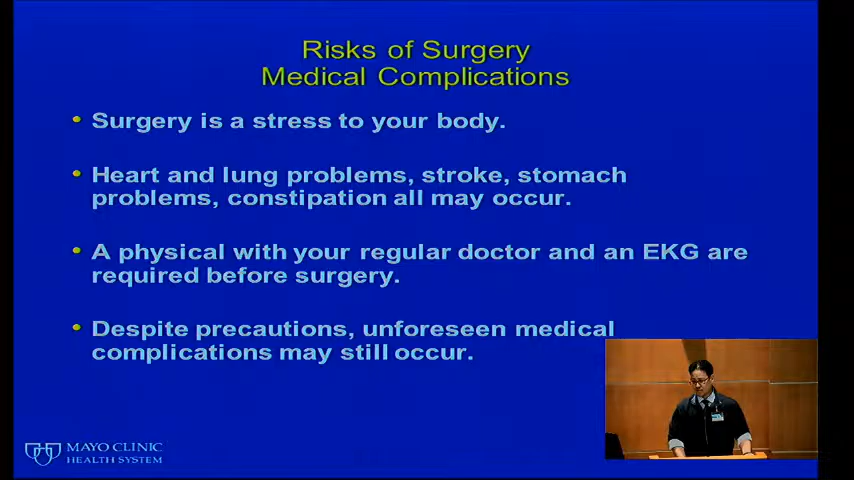 Risks of Surgery
Medical Complications
• Surgery is a stress to your body.
• Heart and lung problems, stroke, stomach
problems, constipation all may occur.
• A physical with your regular doctor and an EKG are
required before surgery.
• Despite precautions, unforeseen medical
complications may still occur.
MAYO CLINIC
HEALTH SYSTEM